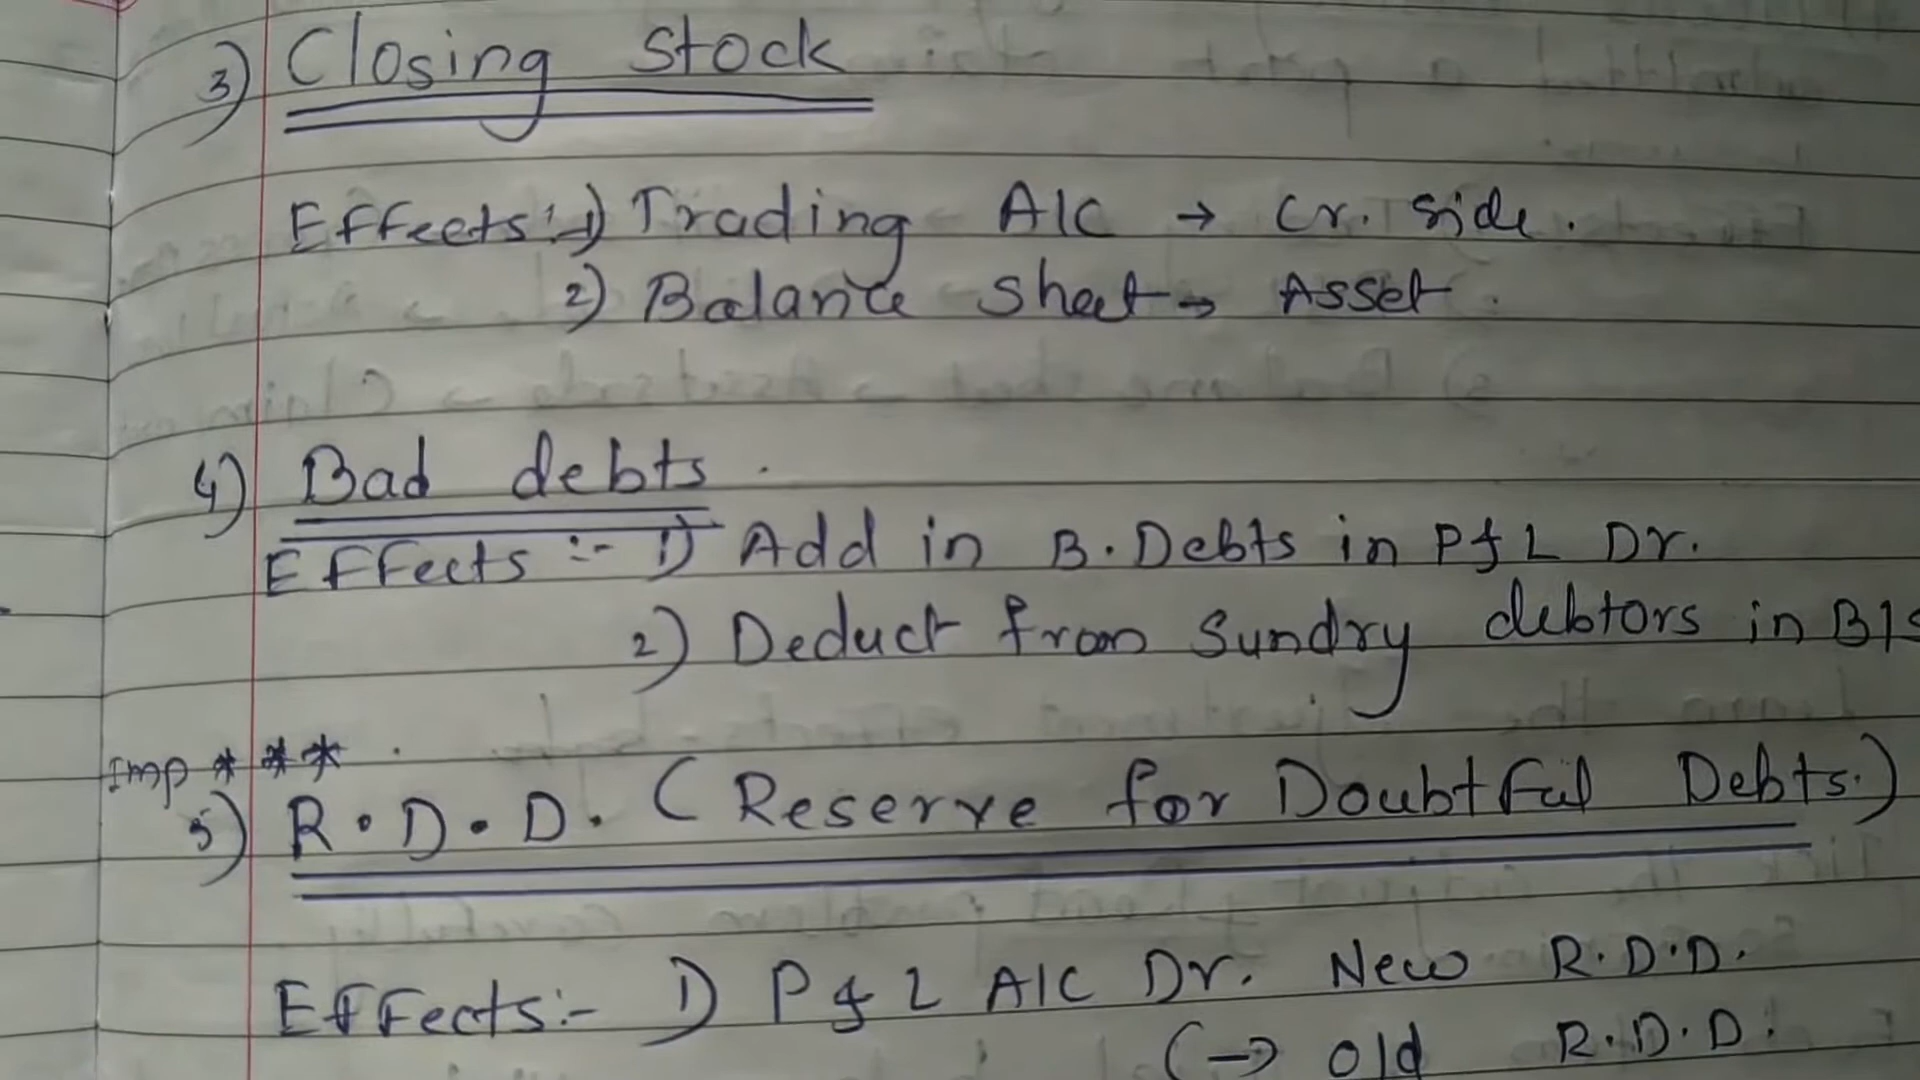 3) Closing Stock
Effects :- 1) Trading A/C → Cr. side.
2) Balance sheet → Asset.
4) Bad debts.
Effects :- 1) Add in B. Debts in P & L Dr.
2) Deduct from Sundry debtors in B/S
Imp ***
5) R.D.D. (Reserve for Doubtful Debts.)
Effects :- 1) P & L A/C Dr. New R.D.D.
(-) old R.D.D.